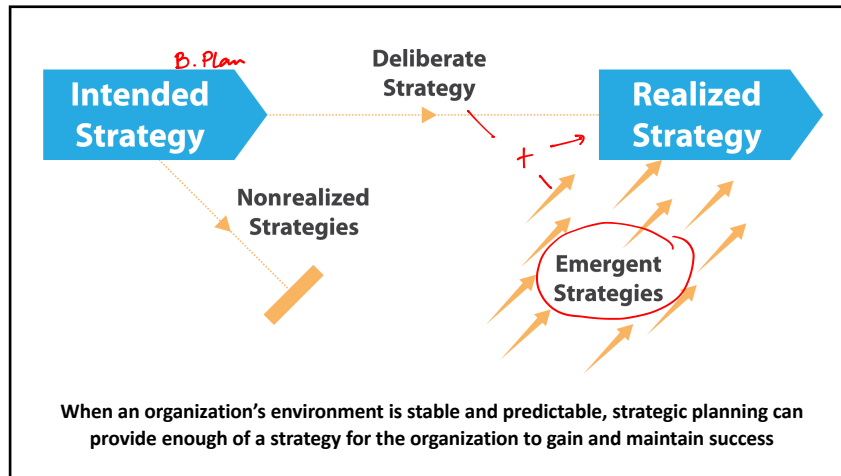 B. Plan
Intended
Strategy
Deliberate
Strategy
Realized
Strategy
+
Nonrealized
Strategies
Emergent
Strategies
When an organization's environment is stable and predictable, strategic planning can
provide enough of a strategy for the organization to gain and maintain success